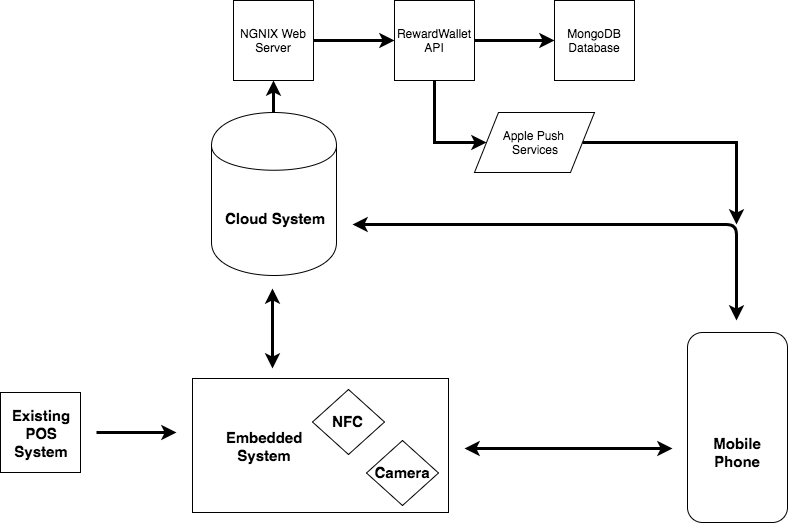 NGNIX Web
Server
RewardWallet
API
MongoDB
Database
Apple Push
Services
Cloud System
Existing
POS
System
Embedded
System
NFC
Camera
Mobile
Phone